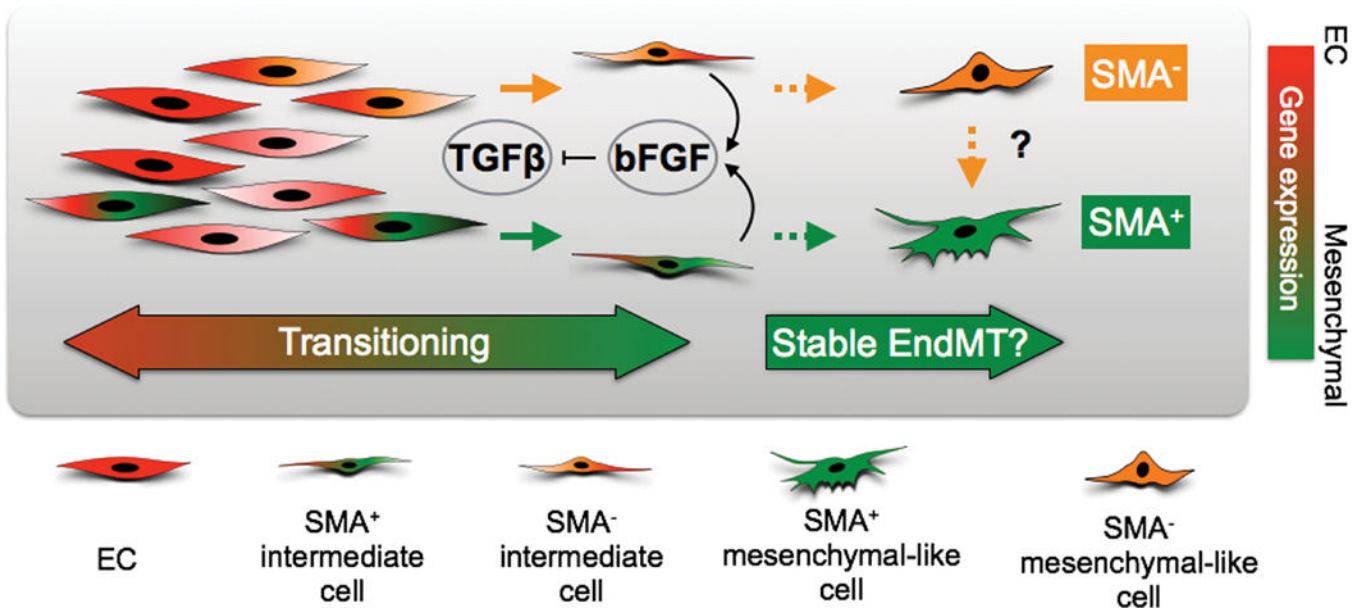 SMA⁻
TGFβ
bFGF
?
SMA⁺
Transitioning
Stable EndMT?
EC
Gene expression
Mesenchymal
EC
SMA⁺
intermediate
cell
SMA⁻
intermediate
cell
SMA⁺
mesenchymal-like
cell
SMA⁻
mesenchymal-like
cell